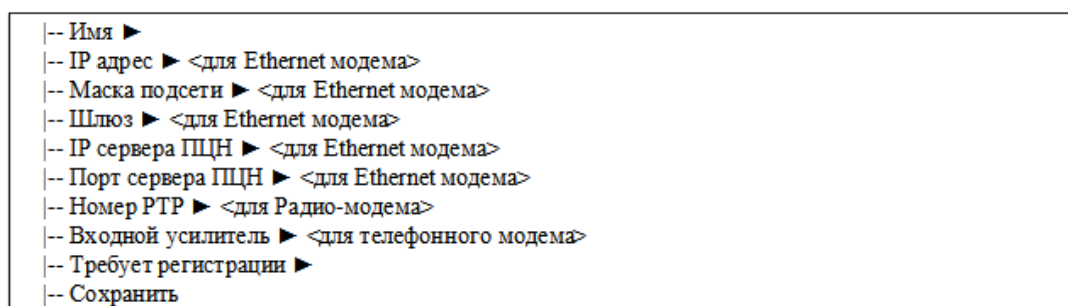 |-- Имя ►
|-- IP адрес ► <для Ethernet модема>
|-- Маска подсети ► <для Ethernet модема>
|-- Шлюз ► <для Ethernet модема>
|-- IP сервера ПЦН ► <для Ethernet модема>
|-- Порт сервера ПЦН ► <для Ethernet модема>
|-- Номер РТР ► <для Радио-модема>
|-- Входной усилитель ► <для телефонного модема>
|-- Требует регистрации ►
|-- Сохранить